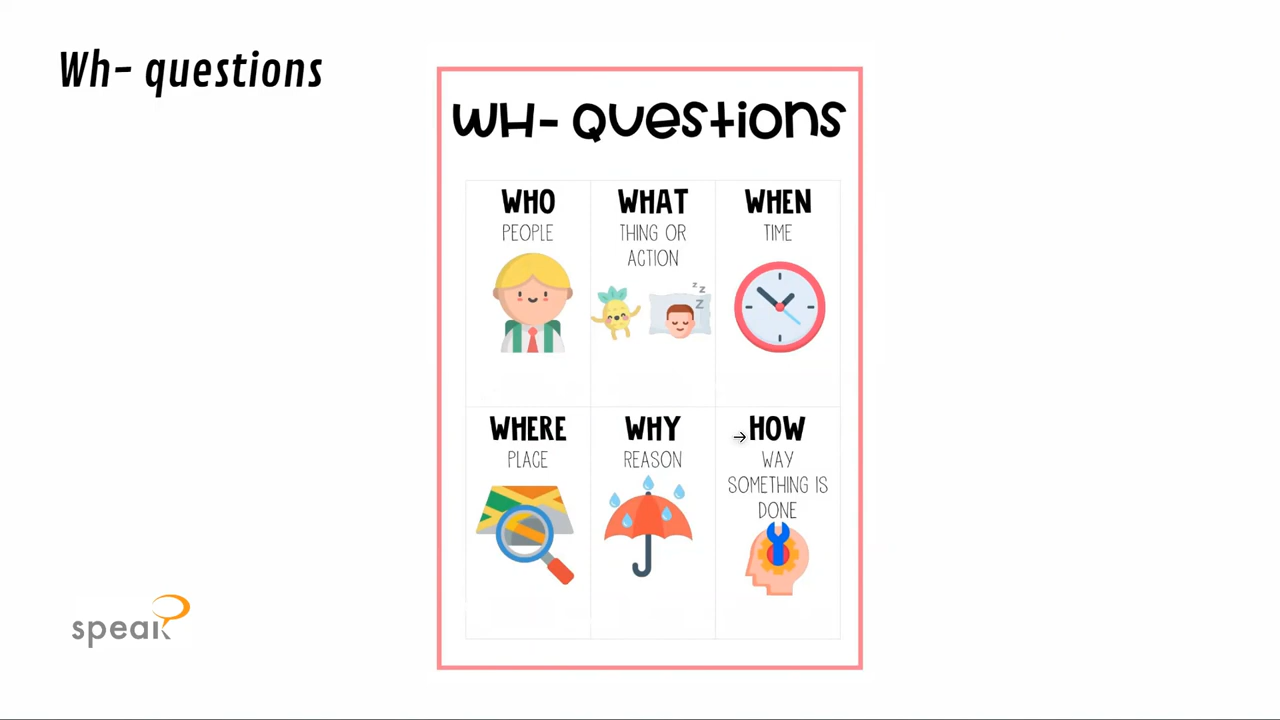 Wh- questions
WH- QUESTIONS
WHO
PEOPLE
WHAT
THING OR
ACTION
z z
z
WHEN
TIME
WHERE
PLACE
WHY
REASON
→HOW
WAY
SOMETHING IS
DONE
speak